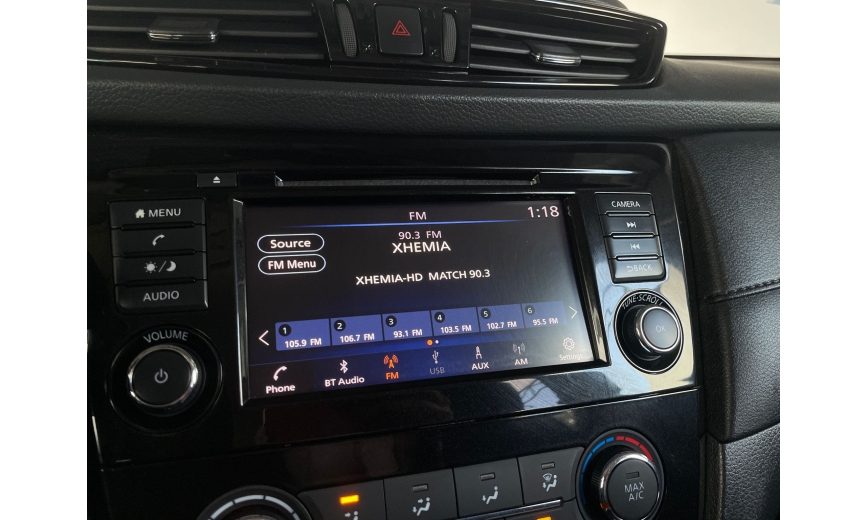 MENU
AUDIO
VOLUME
FM
1:18
Source
FM Menu
90.3 FM
XHEMIA
XHEMIA-HD MATCH 90.3
1 2 3 4 5 6
105.9 FM 106.7 FM 93.1 FM 103.5 FM 102.7 FM 95.5 FM
Phone
BT Audio
FM
USB
AUX
AM
Settings
CAMERA
BACK
TUNE·SCROLL
OK
MAX
A/C